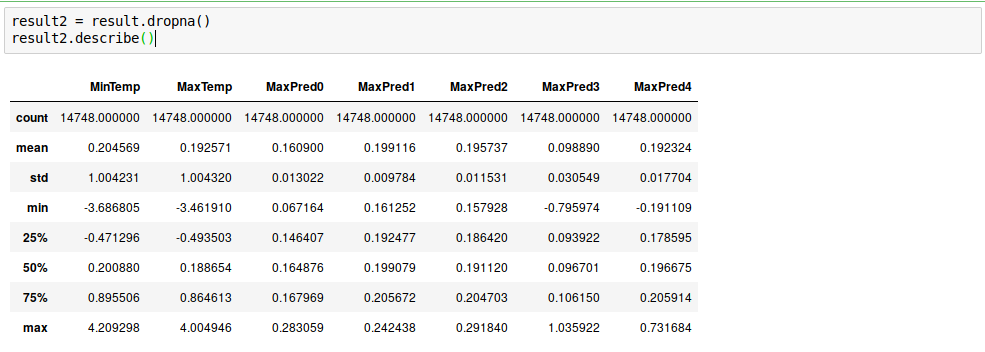 result2 = result.dropna()
result2.describe()
MinTemp MaxTemp MaxPred0 MaxPred1 MaxPred2 MaxPred3 MaxPred4
count 14748.000000 14748.000000 14748.000000 14748.000000 14748.000000 14748.000000 14748.000000
mean 0.204569 0.192571 0.160900 0.199116 0.195737 0.098890 0.192324
std 1.004231 1.004320 0.013022 0.009784 0.011531 0.030549 0.017704
min -3.686805 -3.461910 0.067164 0.161252 0.157928 -0.795974 -0.191109
25% -0.471296 -0.493503 0.146407 0.192477 0.186420 0.093922 0.178595
50% 0.200880 0.188654 0.164876 0.199079 0.191120 0.096701 0.196675
75% 0.895506 0.864613 0.167969 0.205672 0.204703 0.106150 0.205914
max 4.209298 4.004946 0.283059 0.242438 0.291840 1.035922 0.731684